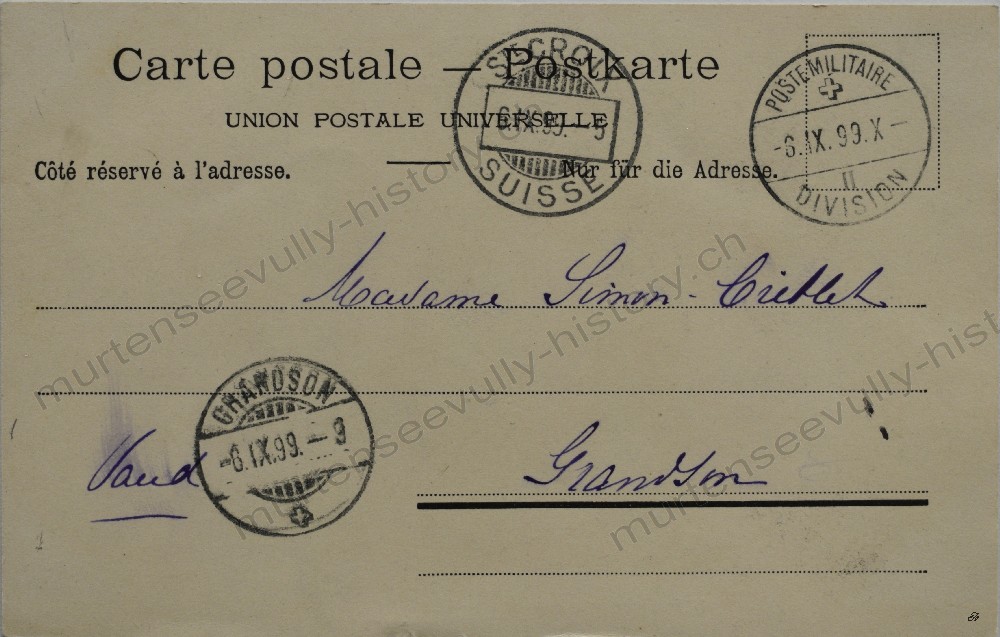 Carte postale — Postkarte
UNION POSTALE UNIVERSELLE
Côté réservé à l'adresse.
Nur für die Adresse.
STE CROIX
6.IX.99.—5
SUISSE
POSTE MILITAIRE
-6.IX.99.X—
II
DIVISION
Madame Simon-
GRANDSON
-6.IX.99.—9
Vaud
Grandson
murtenseevully-history.ch
murtenseevully-history.ch
murtenseevully-history